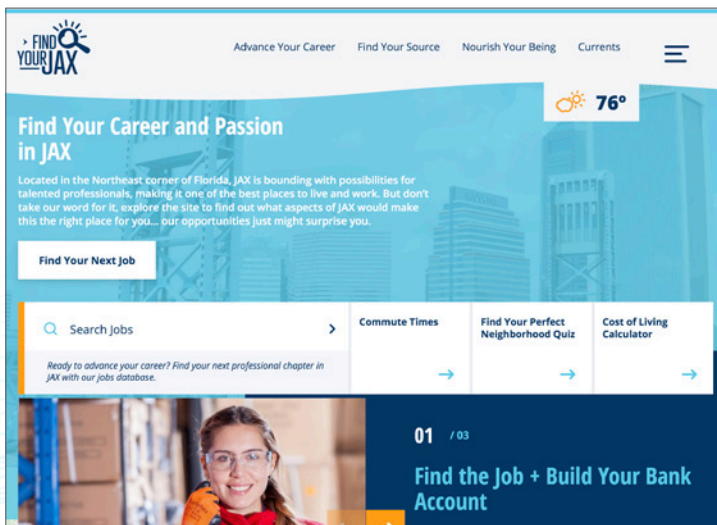 FIND
YOUR JAX
Advance Your Career
Find Your Source
Nourish Your Being
Currents
76°
Find Your Career and Passion
in JAX
Located in the Northeast corner of Florida, JAX is bounding with possibilities for
talented professionals, making it one of the best places to live and work. But don't
take our word for it, explore the site to find out what aspects of JAX would make
this the right place for you... our opportunities just might surprise you.
Find Your Next Job
Search Jobs
Ready to advance your career? Find your next professional chapter in
JAX with our jobs database.
Commute Times
Find Your Perfect
Neighborhood Quiz
Cost of Living
Calculator
01 / 03
Find the Job + Build Your Bank
Account